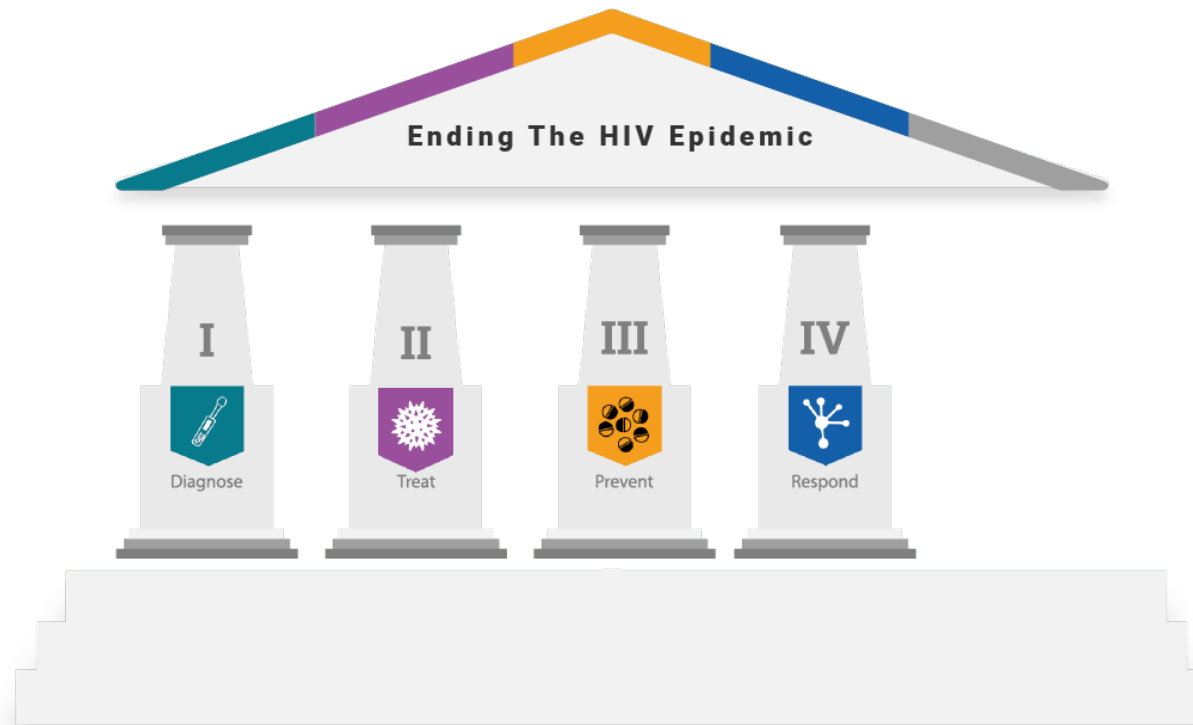 Ending The HIV Epidemic
I
II
III
IV
Diagnose
Treat
Prevent
Respond